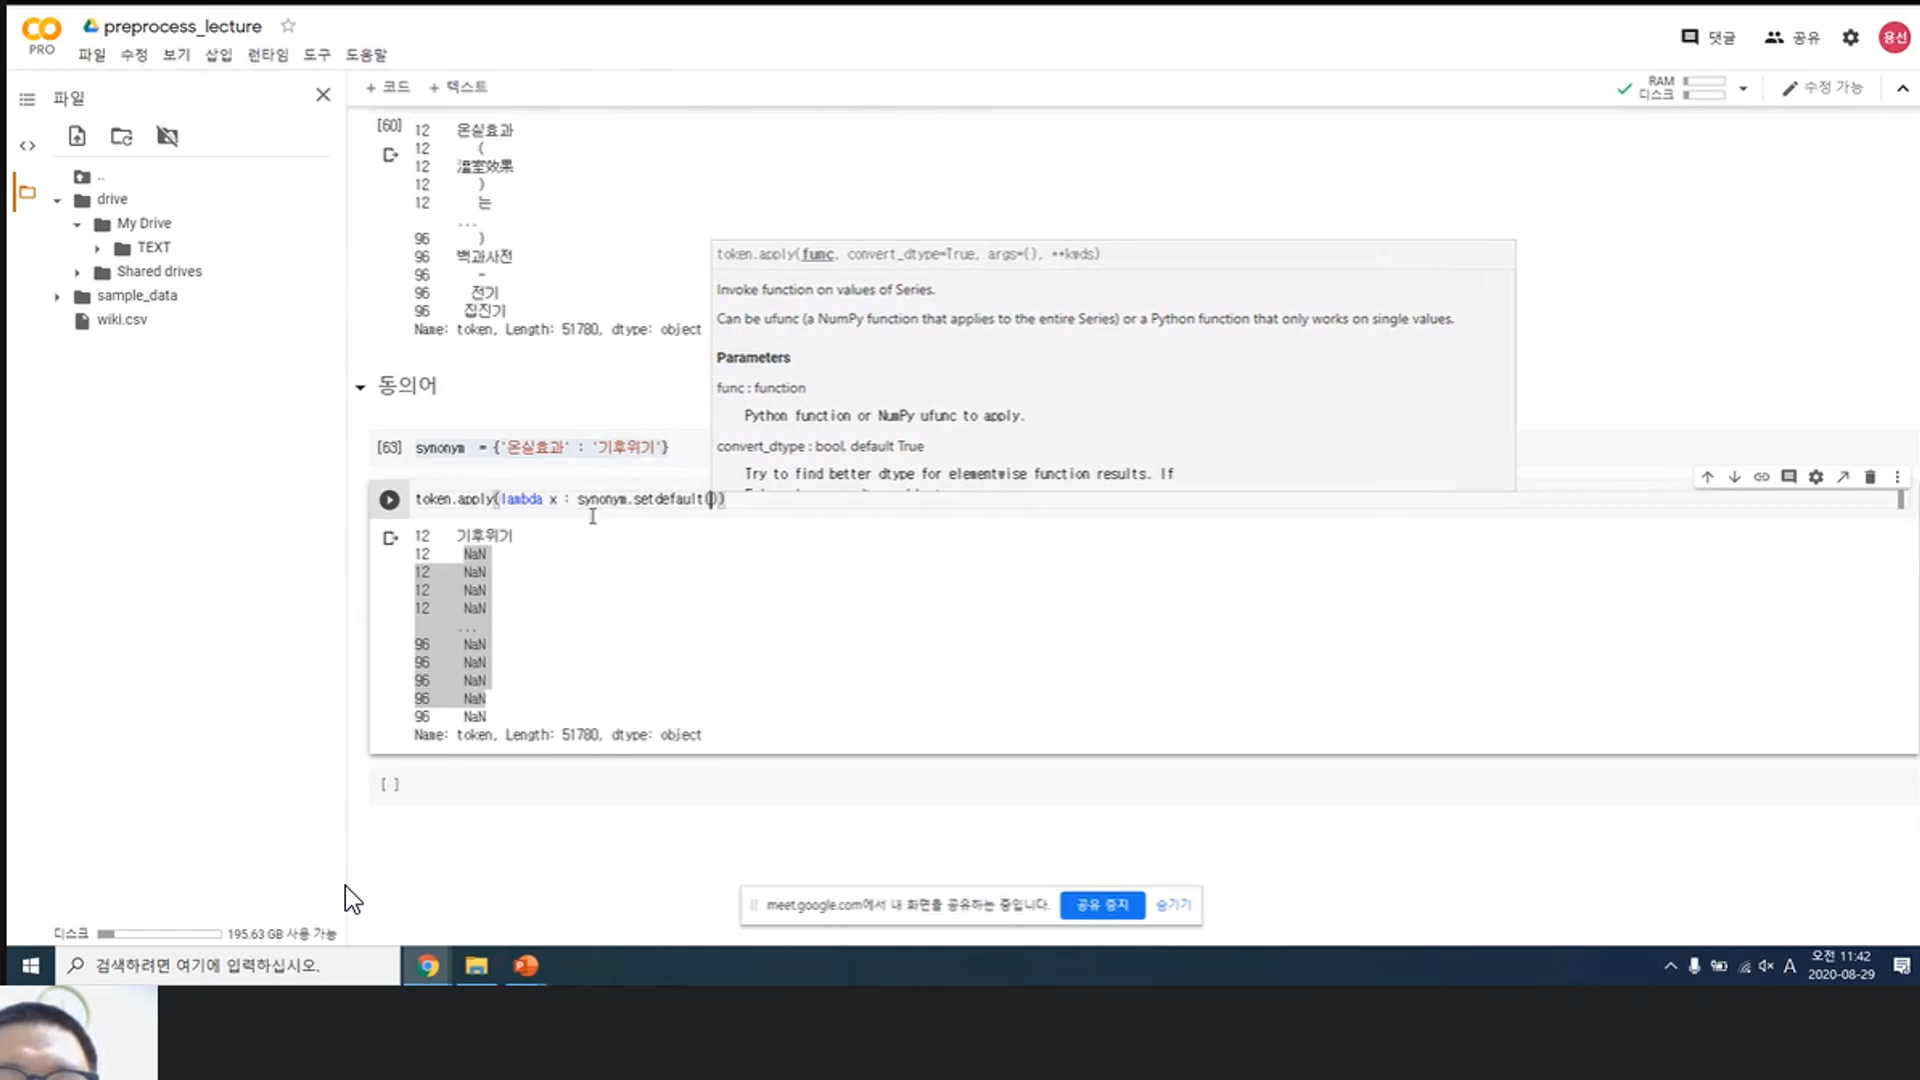 preprocess_lecture
PRO
파일 수정 보기 삽입 런타임 도구 도움말
댓글 공유 용선
파일
+ 코드 + 텍스트
RAM
디스크
수정 가능
..
drive
My Drive
TEXT
Shared drives
sample_data
wiki.csv
[60]
12 온실효과
12 (
12 温室效果
12 )
12 는
...
96 )
96 백과사전
96 -
96 전기
96 집진기
Name: token, Length: 51780, dtype: object
token.apply(func, convert_dtype=True, args=(), **kwds)
Invoke function on values of Series.
Can be ufunc (a NumPy function that applies to the entire Series) or a Python function that only works on single values.
Parameters
func : function
Python function or NumPy ufunc to apply.
convert_dtype : bool, default True
Try to find better dtype for elementwise function results. If
동의어
[63] synonym = {'온실효과' : '기후위기'}
token.apply(lambda x : synonym.setdefault())
12 기후위기
12 NaN
12 NaN
12 NaN
12 NaN
...
96 NaN
96 NaN
96 NaN
96 NaN
96 NaN
Name: token, Length: 51780, dtype: object
[ ]
meet.google.com에서 내 화면을 공유하는 중입니다. 공유 중지 숨기기
디스크 195.63 GB 사용 가능
검색하려면 여기에 입력하십시오.
A
오전 11:42
2020-08-29